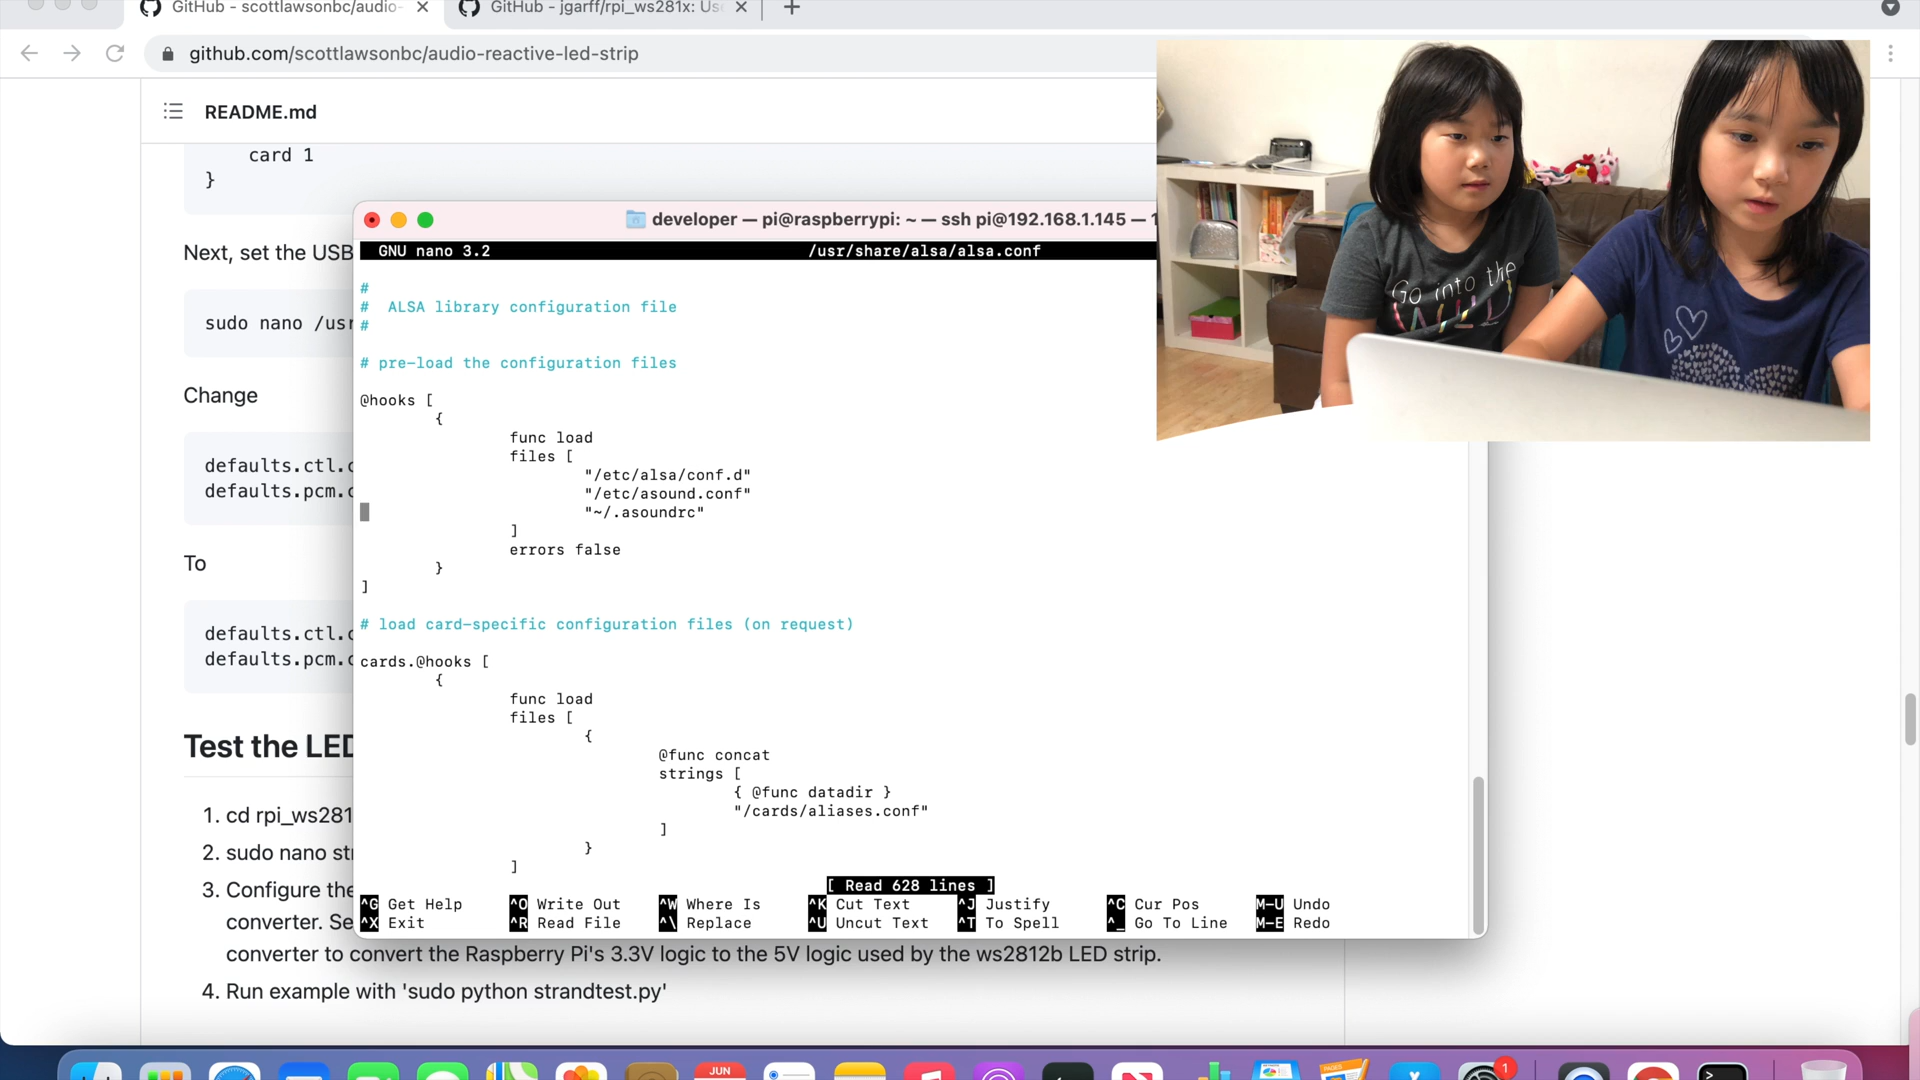 GitHub - scottlawsonbc/audio-
GitHub - jgarff/rpi_ws281x: Us
github.com/scottlawsonbc/audio-reactive-led-strip
README.md
card 1
}
Next, set the USB
sudo nano /usr
Change
defaults.ctl.c
defaults.pcm.c
To
defaults.ctl.c
defaults.pcm.c
Test the LED
1. cd rpi_ws281
2. sudo nano str
3. Configure the
converter. Se
converter to convert the Raspberry Pi's 3.3V logic to the 5V logic used by the ws2812b LED strip.
4. Run example with 'sudo python strandtest.py'
developer — pi@raspberrypi: ~ — ssh pi@192.168.1.145 — 1
GNU nano 3.2 /usr/share/alsa/alsa.conf
#
# ALSA library configuration file
#
# pre-load the configuration files
@hooks [
{
func load
files [
"/etc/alsa/conf.d"
"/etc/asound.conf"
"~/.asoundrc"
]
errors false
}
]
# load card-specific configuration files (on request)
cards.@hooks [
{
func load
files [
{
@func concat
strings [
{ @func datadir }
"/cards/aliases.conf"
]
}
]
[ Read 628 lines ]
^G Get Help ^O Write Out ^W Where Is ^K Cut Text ^J Justify ^C Cur Pos M-U Undo
^X Exit ^R Read File ^\ Replace ^U Uncut Text ^T To Spell ^_ Go To Line M-E Redo
Go into the
WILD
JUN
PAGES
1